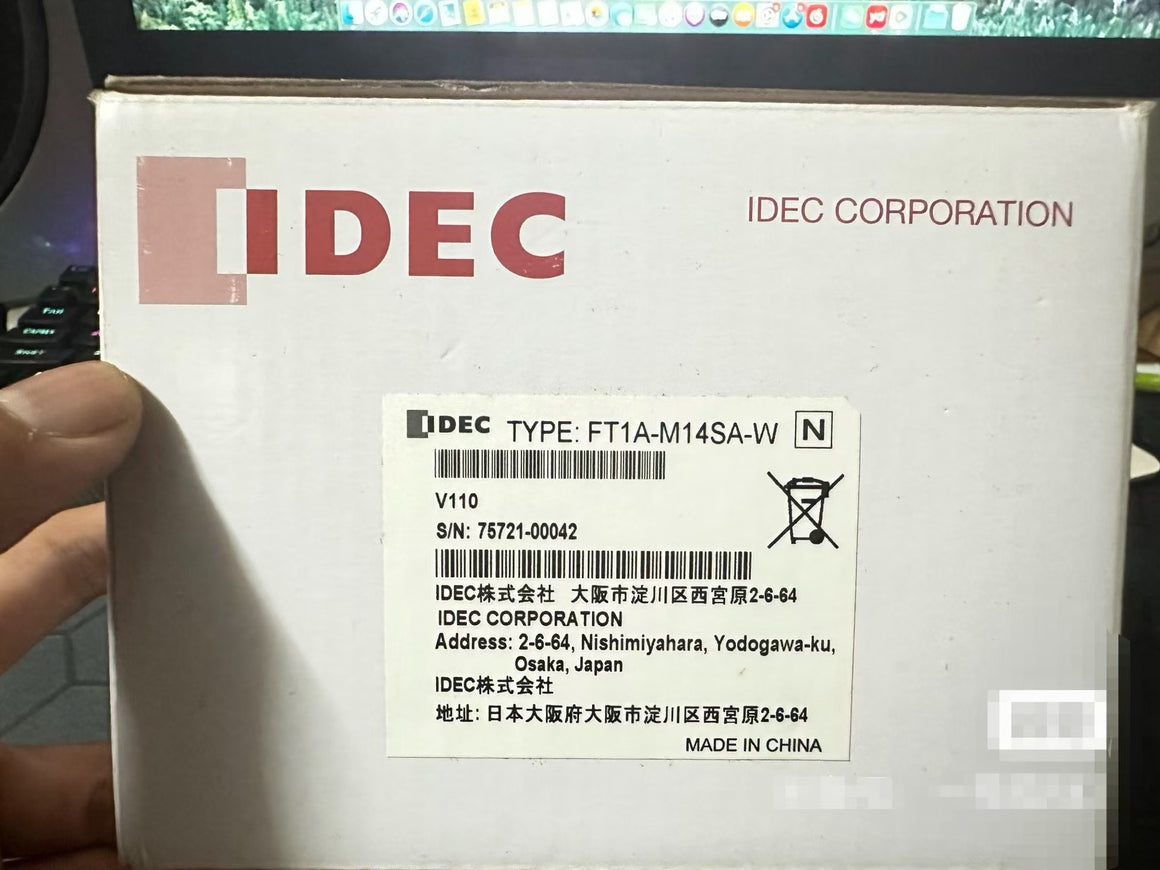 IDEC
IDEC CORPORATION
IDEC TYPE: FT1A-M14SA-W N
V110
S/N: 75721-00042
IDEC株式会社 大阪市淀川区西宮原2-6-64
IDEC CORPORATION
Address: 2-6-64, Nishimiyahara, Yodogawa-ku,
Osaka, Japan
IDEC株式会社
地址: 日本大阪府大阪市淀川区西宮原2-6-64
MADE IN CHINA